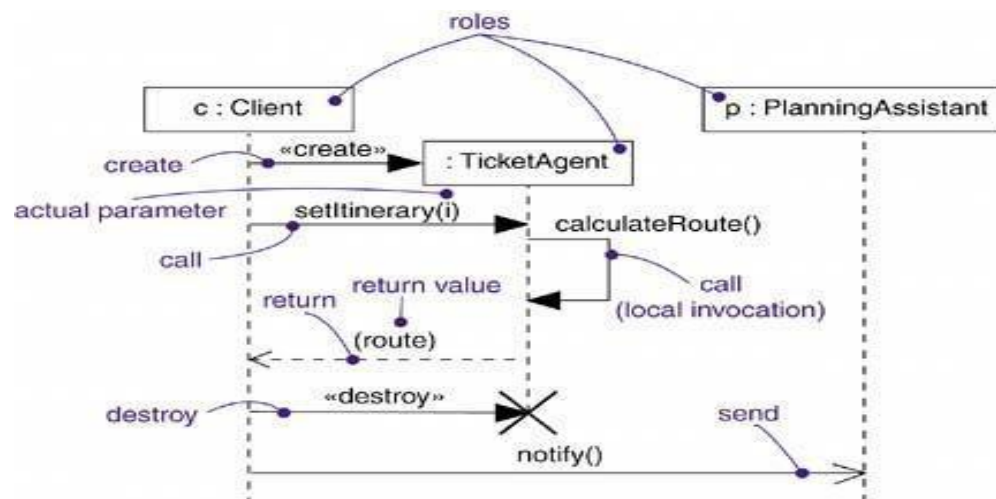 roles
c : Client
p : PlanningAssistant
«create»
create
: TicketAgent
actual parameter
setItinerary(i)
calculateRoute()
call
call
(local invocation)
return value
return
(route)
«destroy»
destroy
send
notify()